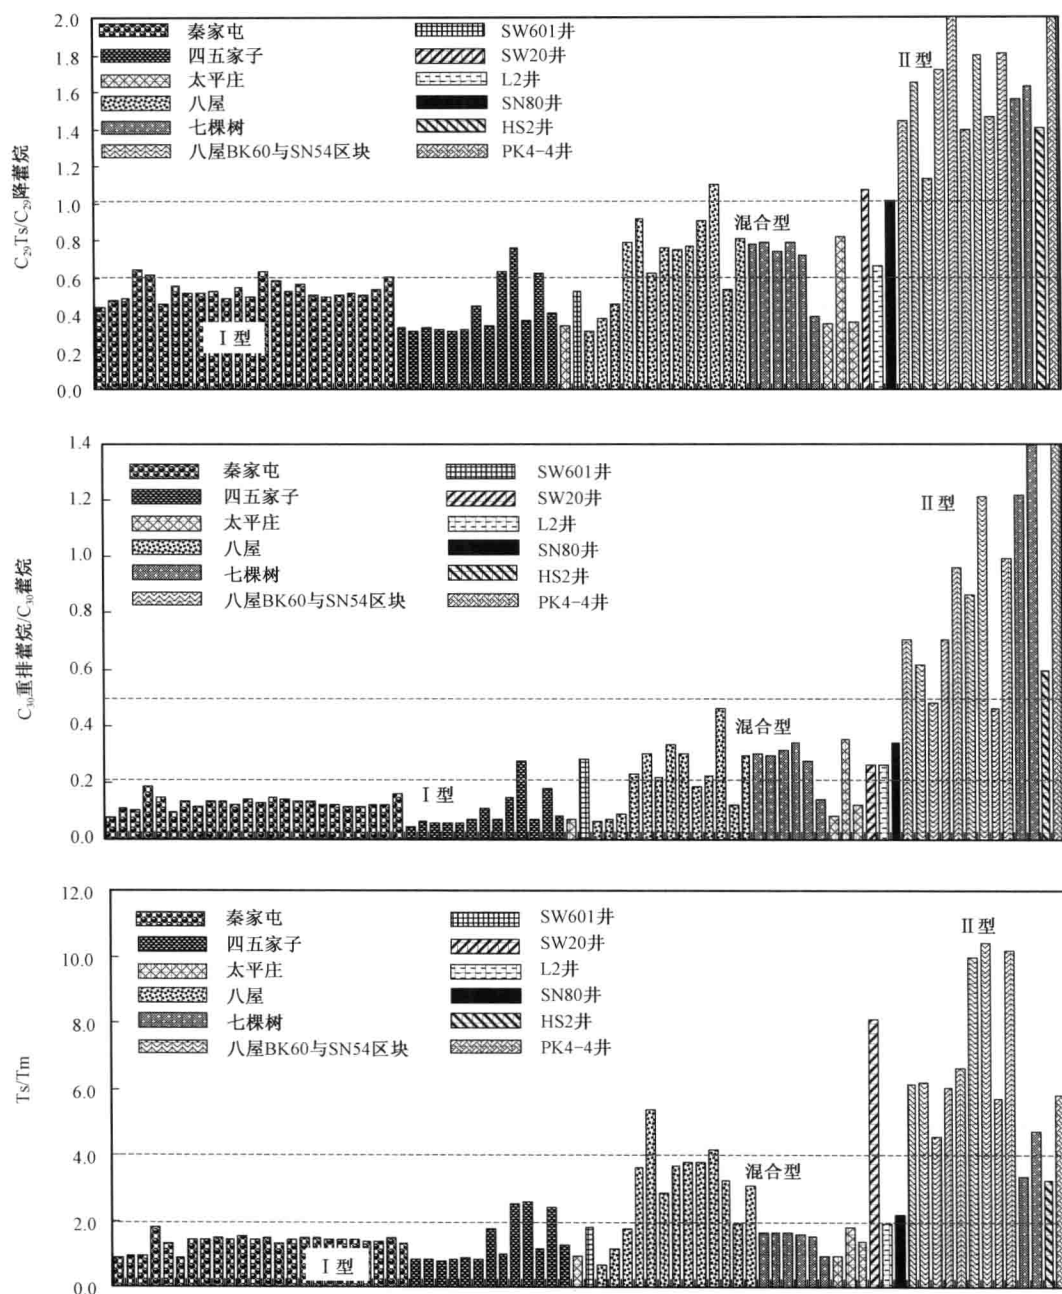 2.0
1.8
1.6
1.4
1.2
1.0
0.8
0.6
0.4
0.2
0.0
C₂₉Ts/C₂₉降藿烷
秦家屯
四五家子
太平庄
八屋
七棵树
八屋BK60与SN54区块
SW601井
SW20井
L2井
SN80井
HS2井
PK4-4井
Ⅰ型
混合型
Ⅱ型
1.4
1.2
1.0
0.8
0.6
0.4
0.2
0.0
C₃₀重排藿烷/C₃₀藿烷
秦家屯
四五家子
太平庄
八屋
七棵树
八屋BK60与SN54区块
SW601井
SW20井
L2井
SN80井
HS2井
PK4-4井
Ⅰ型
混合型
Ⅱ型
12.0
10.0
8.0
6.0
4.0
2.0
0.0
Ts/Tm
秦家屯
四五家子
太平庄
八屋
七棵树
八屋BK60与SN54区块
SW601井
SW20井
L2井
SN80井
HS2井
PK4-4井
Ⅰ型
混合型
Ⅱ型